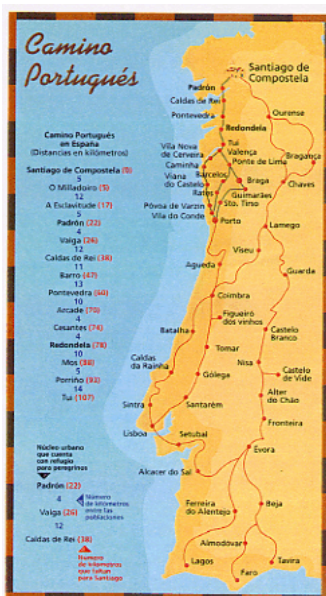 Camino
Portugués
Camino Portugués
en España
(Distancias en kilómetros)
Santiago de Compostela (0)
5
O Milladoiro (5)
12
A Esclavitude (17)
5
Padrón (22)
4
Valga (26)
12
Caldas de Rei (38)
11
Barro (47)
13
Pontevedra (60)
10
Arcade (70)
4
Cesantes (74)
4
Redondela (78)
10
Mos (88)
5
Porriño (93)
14
Tui (107)
Núcleo urbano
que cuenta
con refugio
para peregrinos
Padrón (22)
4
Número
de kilómetros
entre las
poblaciones
Valga (26)
12
Caldas de Rei (38)
Número
de kilómetros
que faltan
para Santiago
Santiago de
Compostela
Padrón
Caldas de Rei
Pontevedra
Ourense
Redondela
Tui
Valença
Vila Nova
de Cerveira
Ponte de Lima
Bragança
Caminha
Viana
do Castelo
Barcelos
Braga
Chaves
Rates
Guimarães
Póvoa de Varzin
Sto. Tirso
Vila do Conde
Porto
Lamego
Viseu
Agueda
Guarda
Coimbra
Figueiró
dos vinhos
Batalha
Castelo
Branco
Tomar
Caldas
da Rainha
Nisa
Gólega
Castelo
de Vide
Alter
do Chão
Sintra
Santarém
Fronteira
Lisboa
Setubal
Evora
Alcacer do Sal
Ferreira
do Alentejo
Beja
Almodóvar
Lagos
Faro
Tavira